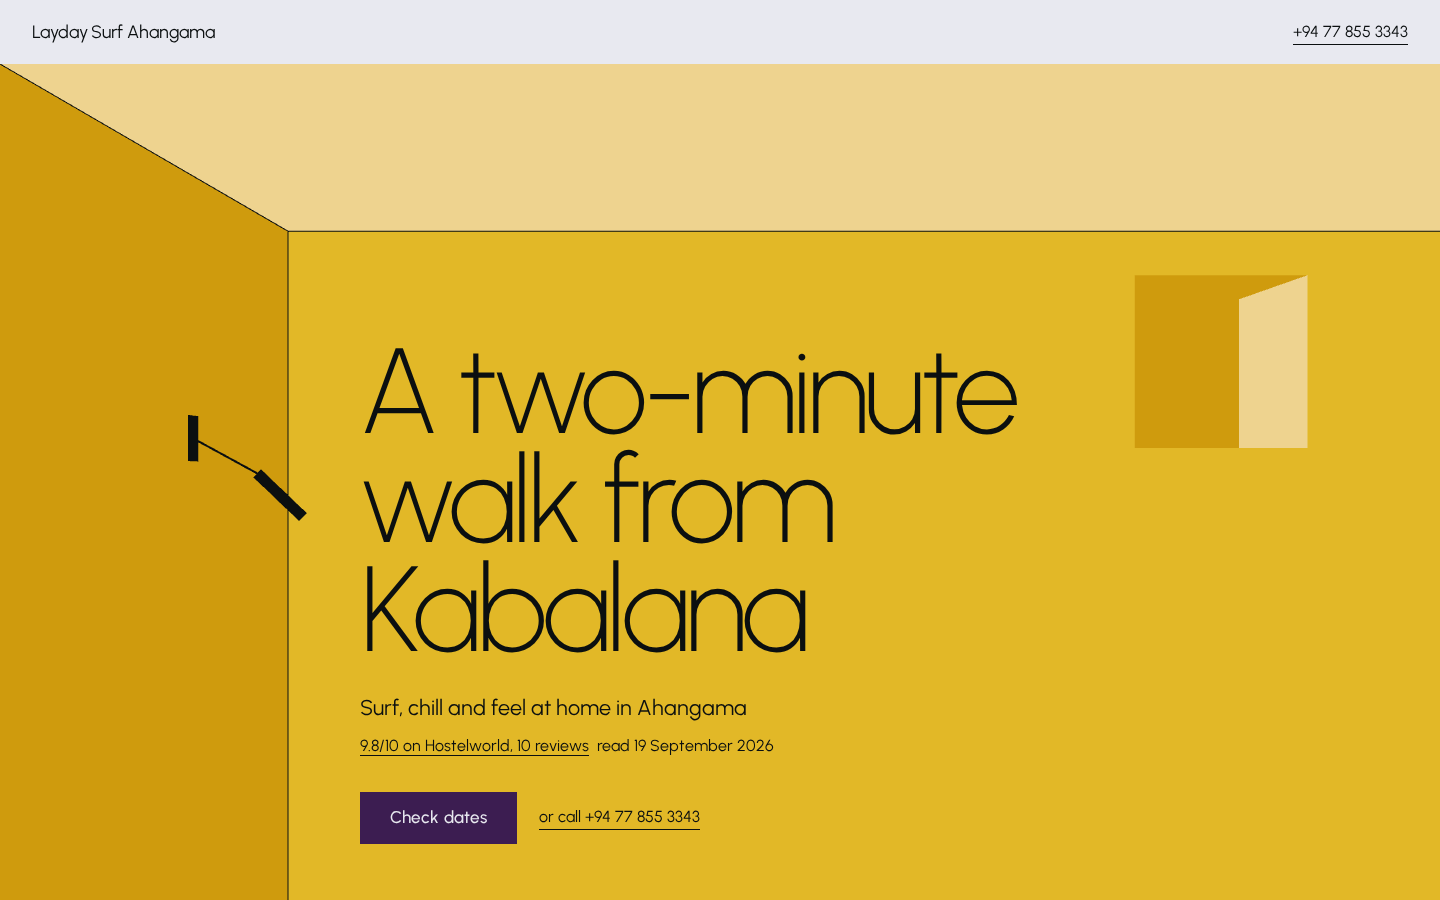 Layday Surf Ahangama
+94 77 855 3343
A two-minute
walk from
Kabalana
Surf, chill and feel at home in Ahangama
9.8/10 on Hostelworld, 10 reviews read 19 September 2026
Check dates
or call +94 77 855 3343